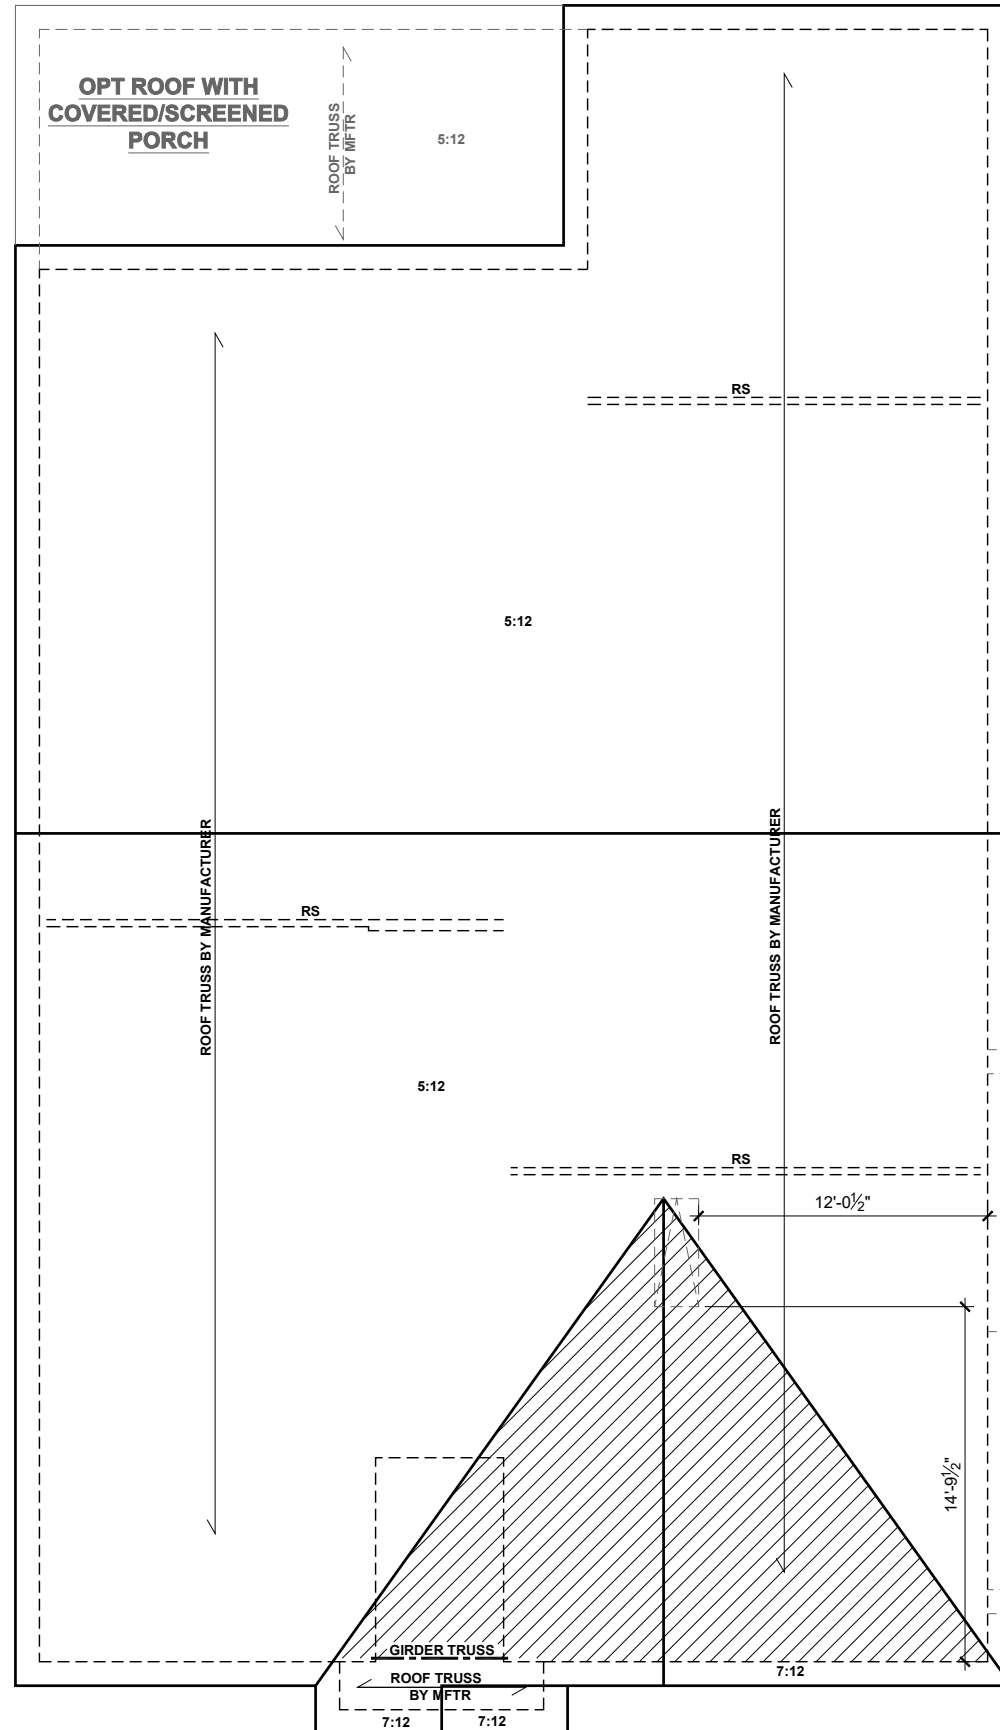 OPT ROOF WITH
COVERED/SCREENED
PORCH
ROOF TRUSS
BY MFTR
5:12
RS
5:12
ROOF TRUSS BY MANUFACTURER
ROOF TRUSS BY MANUFACTURER
RS
5:12
RS
12'-0½"
14'-9½"
GIRDER TRUSS
ROOF TRUSS
BY MFTR
7:12
7:12
7:12